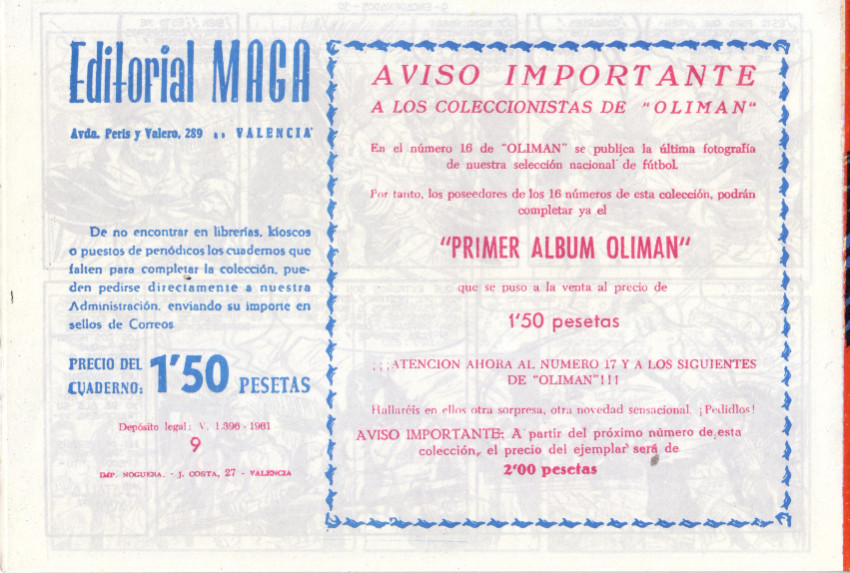 Editorial MAGA
Avda. Peris y Valero, 289 .. VALENCIA
De no encontrar en librerías, kioscos
o puestos de periódicos los cuadernos que
falten para completar la colección, pue-
den pedirse directamente a nuestra
Administración, enviando su importe en
sellos de Correos
PRECIO DEL
CUADERNO: 1'50 PESETAS
Depósito legal: V. 1.396 - 1961
9
IMP. NOGUERA. - J. COSTA, 27 - VALENCIA
AVISO IMPORTANTE
A LOS COLECCIONISTAS DE "OLIMAN"
En el número 16 de "OLIMAN" se publica la última fotografía
de nuestra selección nacional de fútbol.
Por tanto, los poseedores de los 16 números de esta colección, podrán
completar ya el
"PRIMER ALBUM OLIMAN"
que se puso a la venta al precio de
1'50 pesetas
¡¡¡ATENCION AHORA AL NUMERO 17 Y A LOS SIGUIENTES
DE "OLIMAN"!!!
Hallaréis en ellos otra sorpresa, otra novedad sensacional. ¡Pedidlos!
AVISO IMPORTANTE: A partir del próximo número de esta
colección, el precio del ejemplar será de
2'00 pesetas